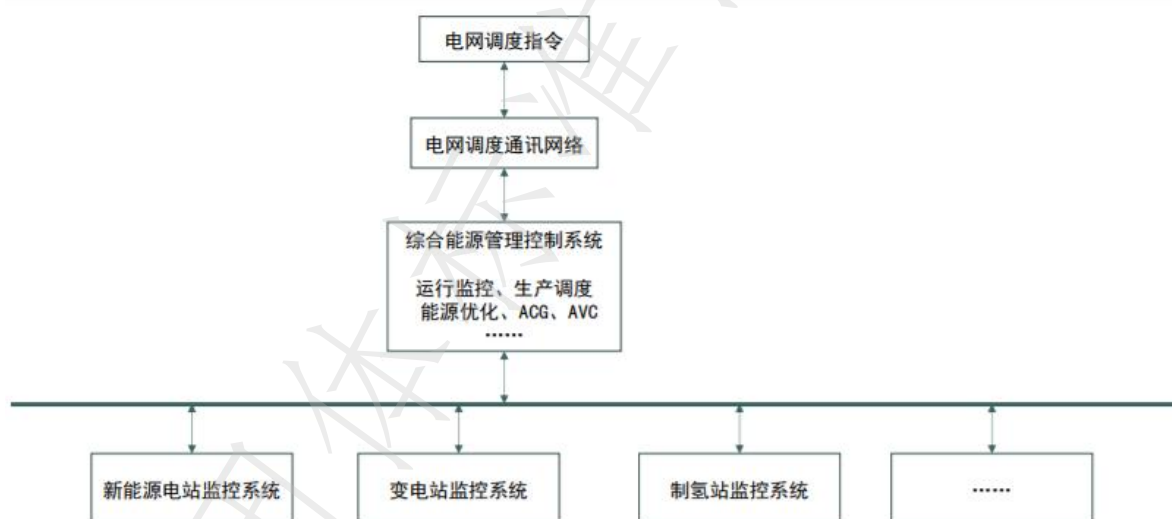 电网调度指令
电网调度通讯网络
综合能源管理控制系统
运行监控、生产调度
能源优化、ACG、AVC
……
新能源电站监控系统
变电站监控系统
制氢站监控系统
……